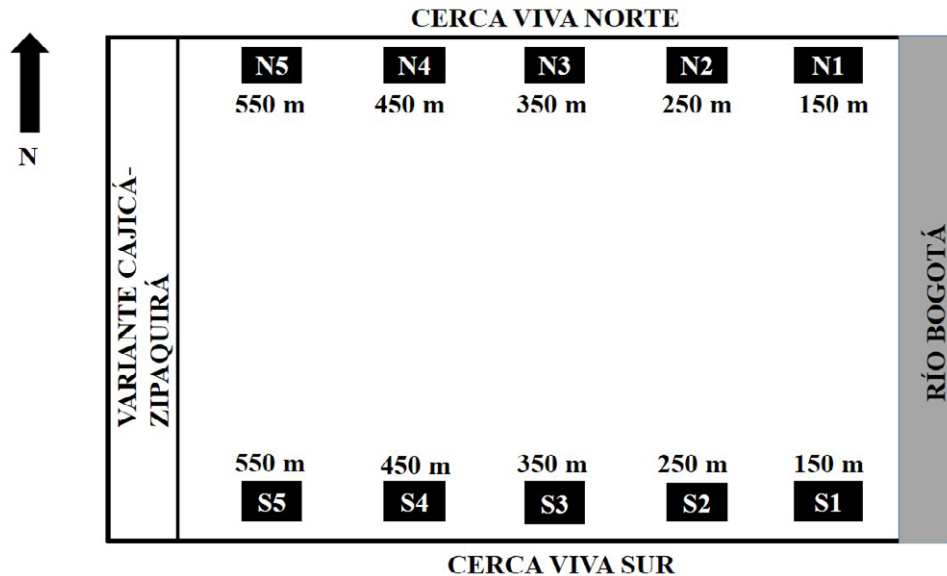 CERCA VIVA NORTE
N5 N4 N3 N2 N1
550 m 450 m 350 m 250 m 150 m
N
VARIANTE CAJICÁ-
ZIPAQUIRÁ
RÍO BOGOTÁ
550 m 450 m 350 m 250 m 150 m
S5 S4 S3 S2 S1
CERCA VIVA SUR